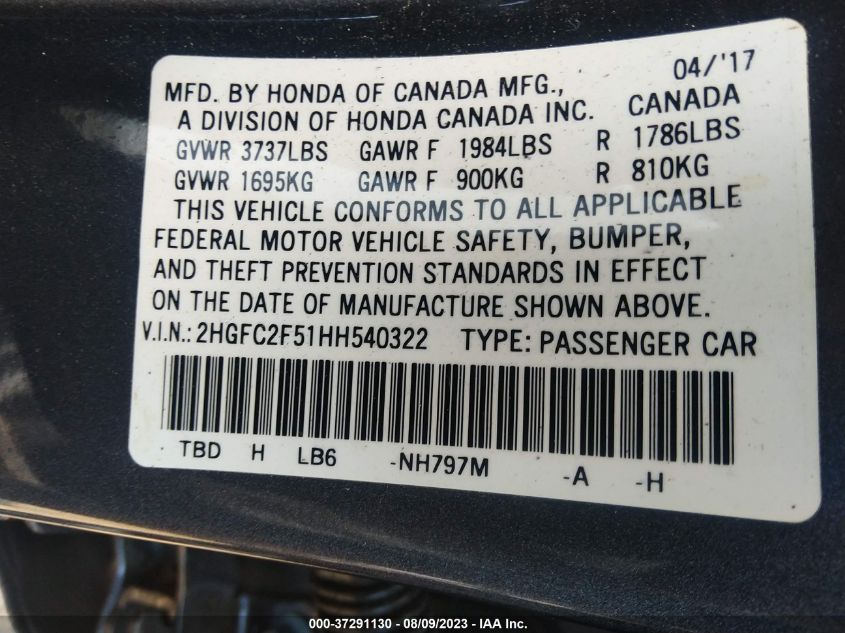 04/'17
MFD. BY HONDA OF CANADA MFG., CANADA
A DIVISION OF HONDA CANADA INC.
GVWR 3737LBS GAWR F 1984LBS R 1786LBS
GVWR 1695KG GAWR F 900KG R 810KG
THIS VEHICLE CONFORMS TO ALL APPLICABLE
FEDERAL MOTOR VEHICLE SAFETY, BUMPER,
AND THEFT PREVENTION STANDARDS IN EFFECT
ON THE DATE OF MANUFACTURE SHOWN ABOVE.
V.I.N.: 2HGFC2F51HH540322 TYPE: PASSENGER CAR
TBD H LB6 -NH797M -A -H
000-37291130 - 08/09/2023 - IAA Inc.